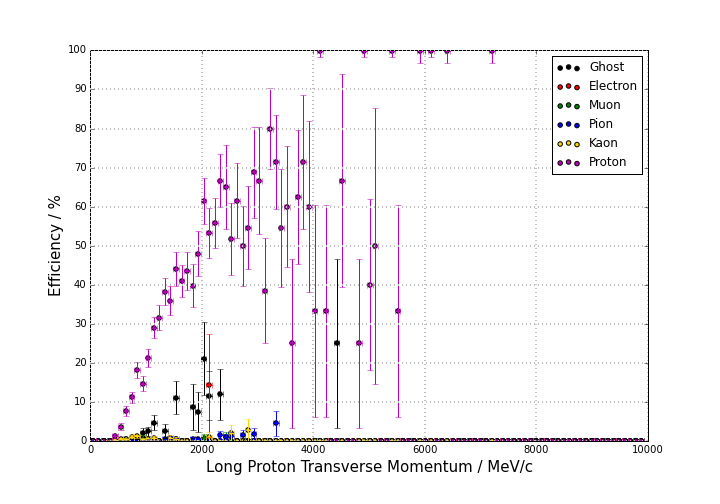 100
90
80
70
60
50
40
30
20
10
0
Efficiency / %
0
2000
4000
6000
8000
10000
Long Proton Transverse Momentum / MeV/c
Ghost
Electron
Muon
Pion
Kaon
Proton